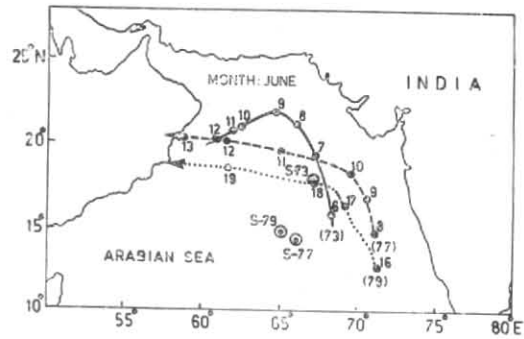 25°N
MONTH: JUNE
INDIA
9
10
8
11
12
13
20°
12
7
11
10
S-73
19
18
9
17
6
8
15°
S-79
(73)
(77)
S-77
16
ARABIAN SEA
(79)
10°
55° 60° 65° 70° 75° 80°E